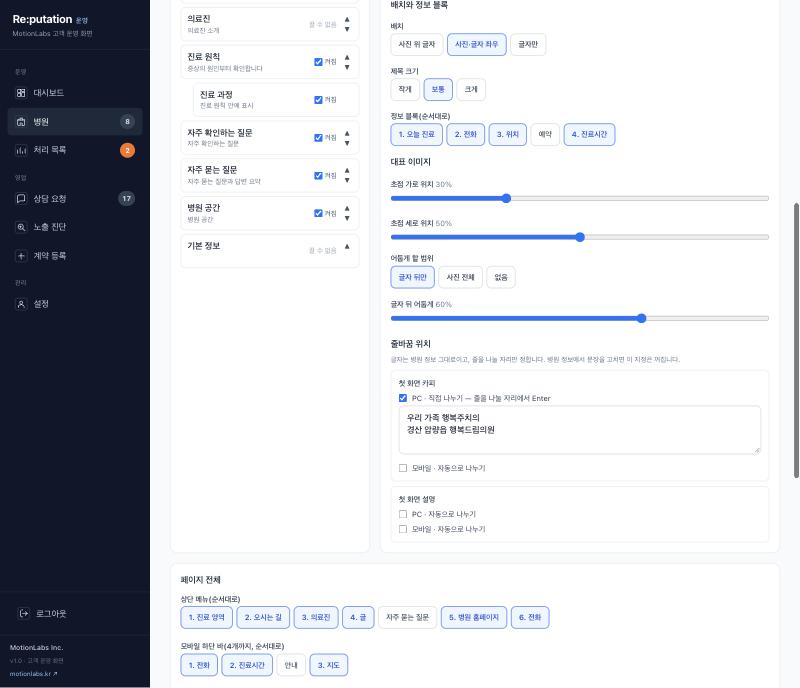 Re:putation 운영
MotionLabs 고객 운영 화면
운영
대시보드
병원 8
처리 목록 2
영업
상담 요청 17
노출 진단
계약 등록
관리
설정
로그아웃
MotionLabs Inc.
v1.0 · 고객 운영 화면
motionlabs.kr ↗
의료진
의료진 소개
끌 수 없음 ▲ ▼
진료 원칙
증상의 원인부터 확인합니다
켜짐 ▲ ▼
진료 과정
진료 원칙 안에 표시
켜짐
자주 확인하는 질문
자주 확인하는 질문
켜짐 ▲ ▼
자주 묻는 질문
자주 묻는 질문과 답변 요약
켜짐 ▲ ▼
병원 공간
병원 공간
켜짐 ▲ ▼
기본 정보
끌 수 없음 ▲
배치와 정보 블록
배치
사진 위 글자 사진·글자 좌우 글자만
제목 크기
작게 보통 크게
정보 블록(순서대로)
1. 오늘 진료 2. 전화 3. 위치 예약 4. 진료시간
대표 이미지
초점 가로 위치 30%
초점 세로 위치 50%
어둡게 할 범위
글자 뒤만 사진 전체 없음
글자 뒤 어둡게 60%
줄바꿈 위치
글자는 병원 정보 그대로이고, 줄을 나눌 자리만 정합니다. 병원 정보에서 문장을 고치면 이 지정은 꺼집니다.
첫 화면 카피
PC · 직접 나누기 — 줄을 나눌 자리에서 Enter
우리 가족 행복주치의
경산 압량읍 행복드림의원
모바일 · 자동으로 나누기
첫 화면 설명
PC · 자동으로 나누기
모바일 · 자동으로 나누기
페이지 전체
상단 메뉴(순서대로)
1. 진료 영역 2. 오시는 길 3. 의료진 4. 글 자주 묻는 질문 5. 병원 홈페이지 6. 전화
모바일 하단 바(4개까지, 순서대로)
1. 전화 2. 진료시간 안내 3. 지도